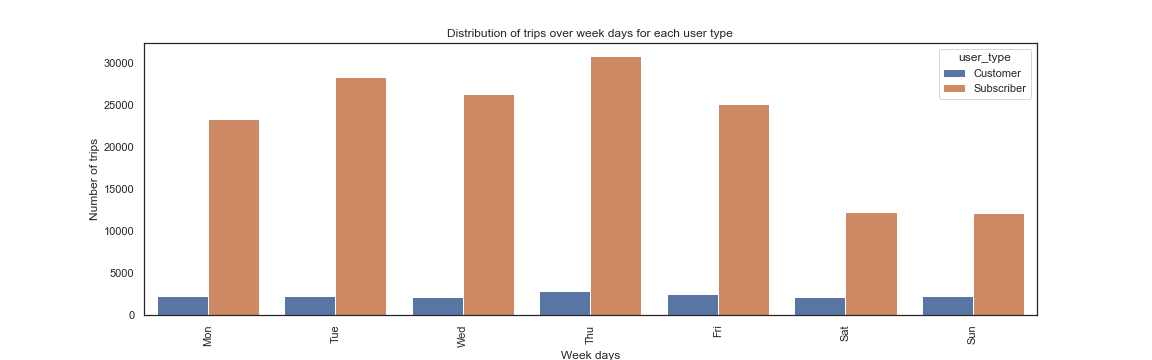 Distribution of trips over week days for each user type
user_type
Customer
Subscriber
Number of trips
30000
25000
20000
15000
10000
5000
0
Mon
Tue
Wed
Thu
Fri
Sat
Sun
Week days